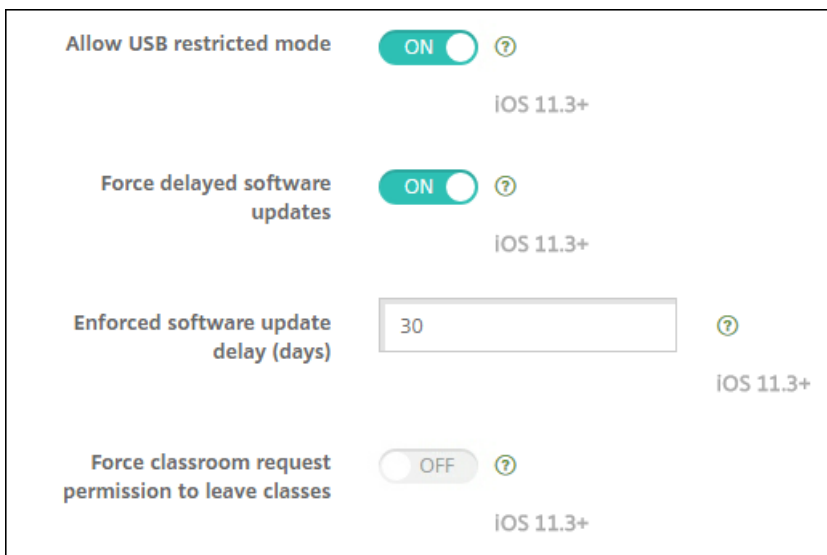 Allow USB restricted mode ON ?
iOS 11.3+
Force delayed software
updates
ON ?
iOS 11.3+
Enforced software update
delay (days)
30 ?
iOS 11.3+
Force classroom request
permission to leave classes
OFF ?
iOS 11.3+